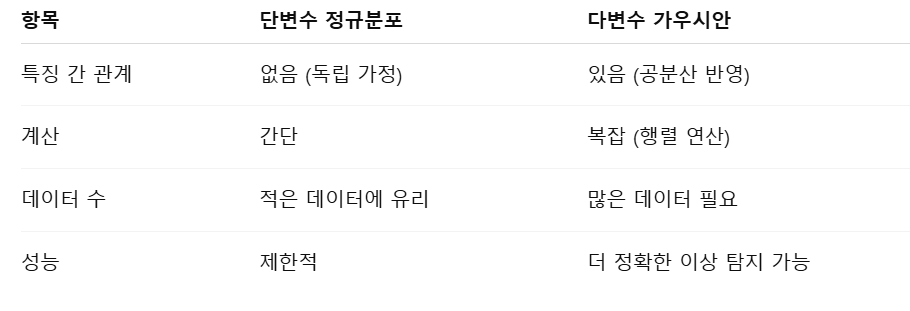 항목 단변수 정규분포 다변수 가우시안
특징 간 관계 없음 (독립 가정) 있음 (공분산 반영)
계산 간단 복잡 (행렬 연산)
데이터 수 적은 데이터에 유리 많은 데이터 필요
성능 제한적 더 정확한 이상 탐지 가능